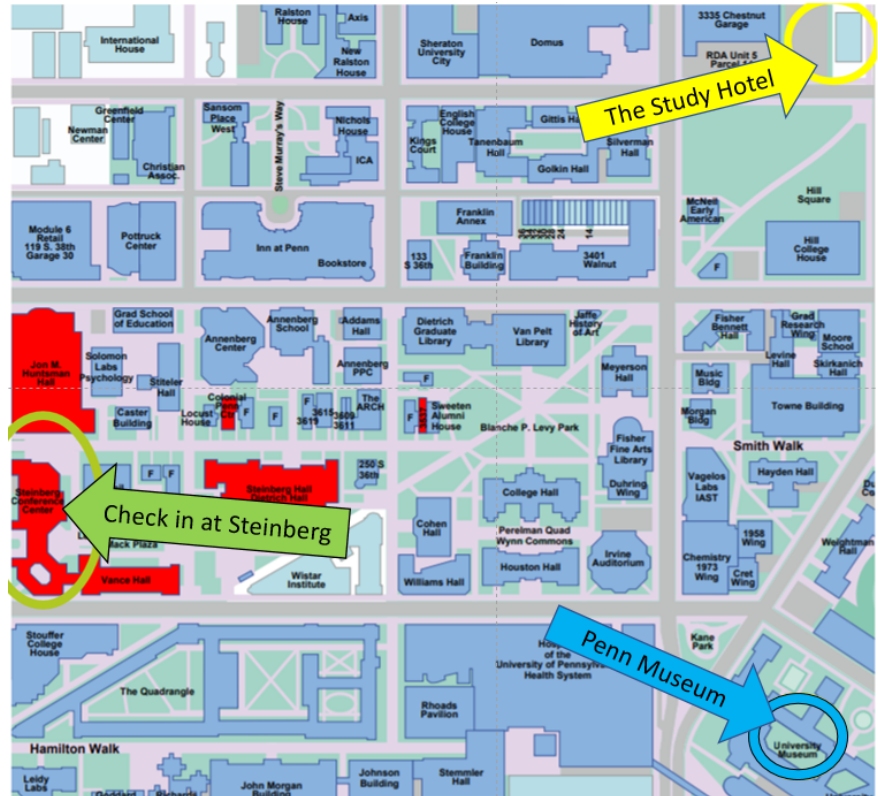 International
House
Ralston
House
Axis
New
Ralston
House
Sheraton
University
City
Domus
3335 Chestnut
Garage
RDA Unit 5
The Study Hotel
Greenfield
Center
Newman
Center
Christian
Assoc.
Sansom
Place
West
Steve Murray's Way
Nichols
House
ICA
Kings
Court
English
College
House
Tanenbaum
Hall
Gittis
Golkin Hall
Silverman
Hall
Hill
Square
McNeil
Early
American
Hill
College
House
F
Module 6
Retail
119 S. 38th
Garage 30
Pottruck
Center
Inn at Penn
Bookstore
133
S 36th
Franklin
Annex
Franklin
Building
36
34
32
30
28
24
14
3401
Walnut
Jon M.
Huntsman
Hall
Grad School
of Education
Solomon
Labs
Psychology
Stiteler
Hall
Caster
Building
Annenberg
Center
Annenberg
School
Addams
Hall
Annenberg
PPC
The
ARCH
Locust
House
Colonial
Penn
Ctr
F
F
3619
3615
3609
3611
Dietrich
Graduate
Library
Van Pelt
Library
Jaffe
History
of Art
Meyerson
Hall
F
F
3537
Sweeten
Alumni
House
Blanche P. Levy Park
Fisher
Fine Arts
Library
Duhring
Wing
Fisher
Bennett
Hall
Grad
Research
Wing
Levine
Hall
Moore
School
Skirkanich
Hall
Music
Bldg
Morgan
Bldg
Towne Building
Smith Walk
Steinberg
Conference
Center
F
F
Check in at Steinberg
Steinberg Hall
Dietrich Hall
250 S
36th
Vance Hall
Wistar
Institute
Cohen
Hall
Williams Hall
College Hall
Perelman Quad
Wynn Commons
Houston Hall
Irvine
Auditorium
Vagelos
Labs
IAST
Chemistry
1973
Wing
1958
Wing
Cret
Wing
Hayden Hall
Weightman
Hall
Stouffer
College
House
The Quadrangle
Hamilton Walk
Leidy
Labs
John Morgan
Building
Johnson
Building
Rhoads
Pavilion
Stemmler
Hall
of the
University of Pennsylv
Health System
Penn Museum
Kane
Park
University
Museum